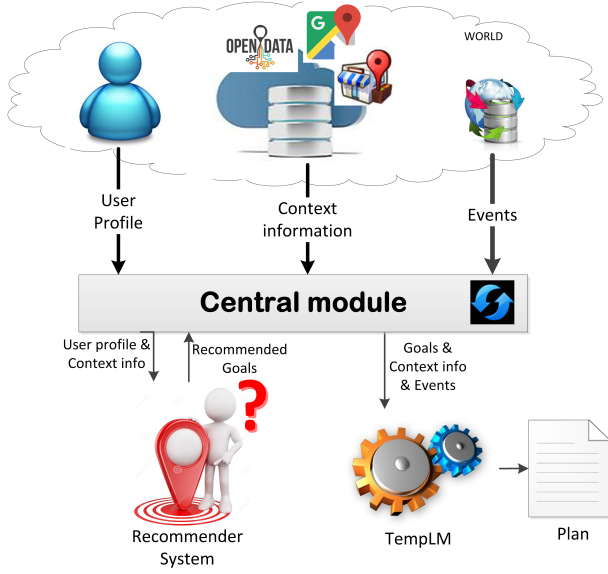 OPEN DATA
G
WORLD
User
Profile
Context
information
Events
Central module
User profile &
Context info
Recommended
Goals
Goals &
Context info
& Events
?
Recommender
System
TempLM
Plan